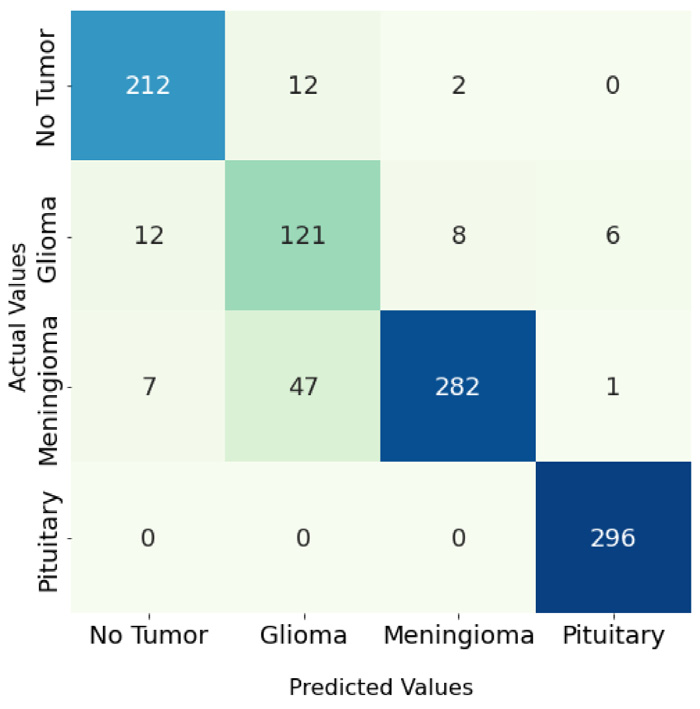 No Tumor 212 12 2 0
Glioma 12 121 8 6
Meningioma 7 47 282 1
Pituitary 0 0 0 296
Actual Values
No Tumor Glioma Meningioma Pituitary
Predicted Values